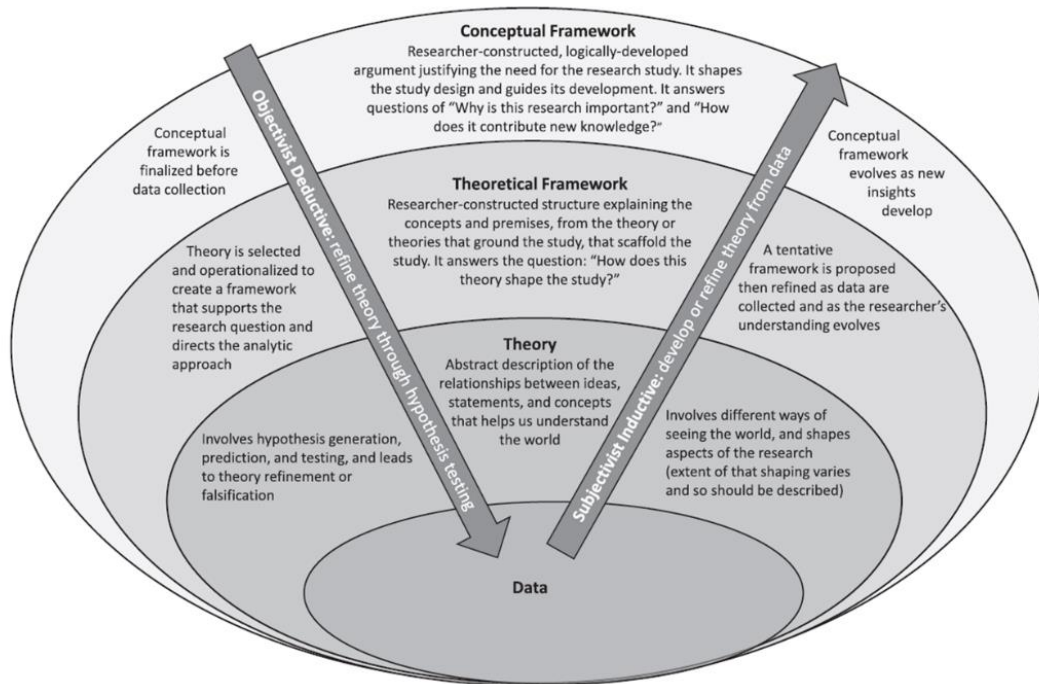 Conceptual Framework
Researcher-constructed, logically-developed
argument justifying the need for the research study. It shapes
the study design and guides its development. It answers
questions of “Why is this research important?” and “How
does it contribute new knowledge?”
Conceptual
framework is
finalized before
data collection
Objectivist Deductive: refine theory through hypothesis testing
Subjectivist Inductive: develop or refine theory from data
Conceptual
framework
evolves as new
insights
develop
Theoretical Framework
Researcher-constructed structure explaining the
concepts and premises, from the theory or
theories that ground the study, that scaffold the
study. It answers the question: “How does this
theory shape the study?”
Theory is selected
and operationalized to
create a framework
that supports the
research question and
directs the analytic
approach
A tentative
framework is proposed
then refined as data are
collected and as the researcher’s
understanding evolves
Theory
Abstract description of the
relationships between ideas,
statements, and concepts
that helps us understand
the world
Involves hypothesis generation,
prediction, and testing, and leads
to theory refinement or
falsification
Involves different ways of
seeing the world, and shapes
aspects of the research
(extent of that shaping varies
and so should be described)
Data